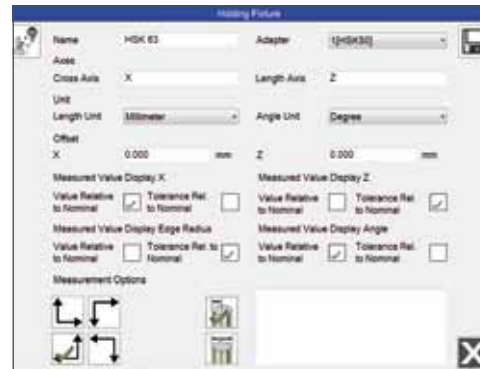 Holding Fixture
Name HSK 63 Adapter 1[HSK50]
Axes
Cross Axis X Length Axis Z
Unit
Length Unit Millimeter Angle Unit Degree
Offset
X 0.000 mm Z 0.000 mm
Measured Value Display X Measured Value Display Z
Value Relative Tolerance Rel. Value Relative Tolerance Rel.
to Nominal to Nominal to Nominal to Nominal
Measured Value Display Edge Radius Measured Value Display Angle
Value Relative Tolerance Rel. to Value Relative Tolerance Rel.
to Nominal Nominal to Nominal to Nominal
Measurement Options